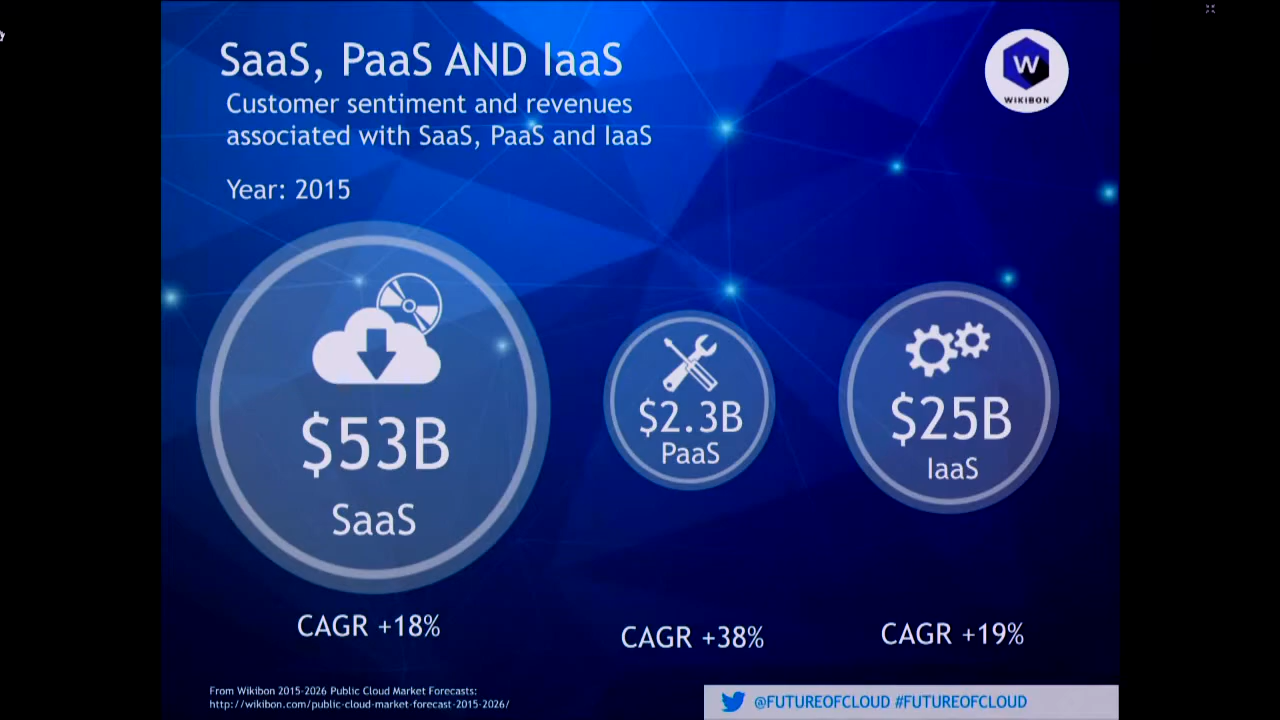 SaaS, PaaS AND IaaS
Customer sentiment and revenues
associated with SaaS, PaaS and IaaS
Year: 2015
W
WIKIBON
$53B
SaaS
CAGR +18%
$2.3B
PaaS
CAGR +38%
$25B
IaaS
CAGR +19%
From Wikibon 2015-2026 Public Cloud Market Forecasts:
http://wikibon.com/public-cloud-market-forecast-2015-2026/
@FUTUREOFCLOUD #FUTUREOFCLOUD